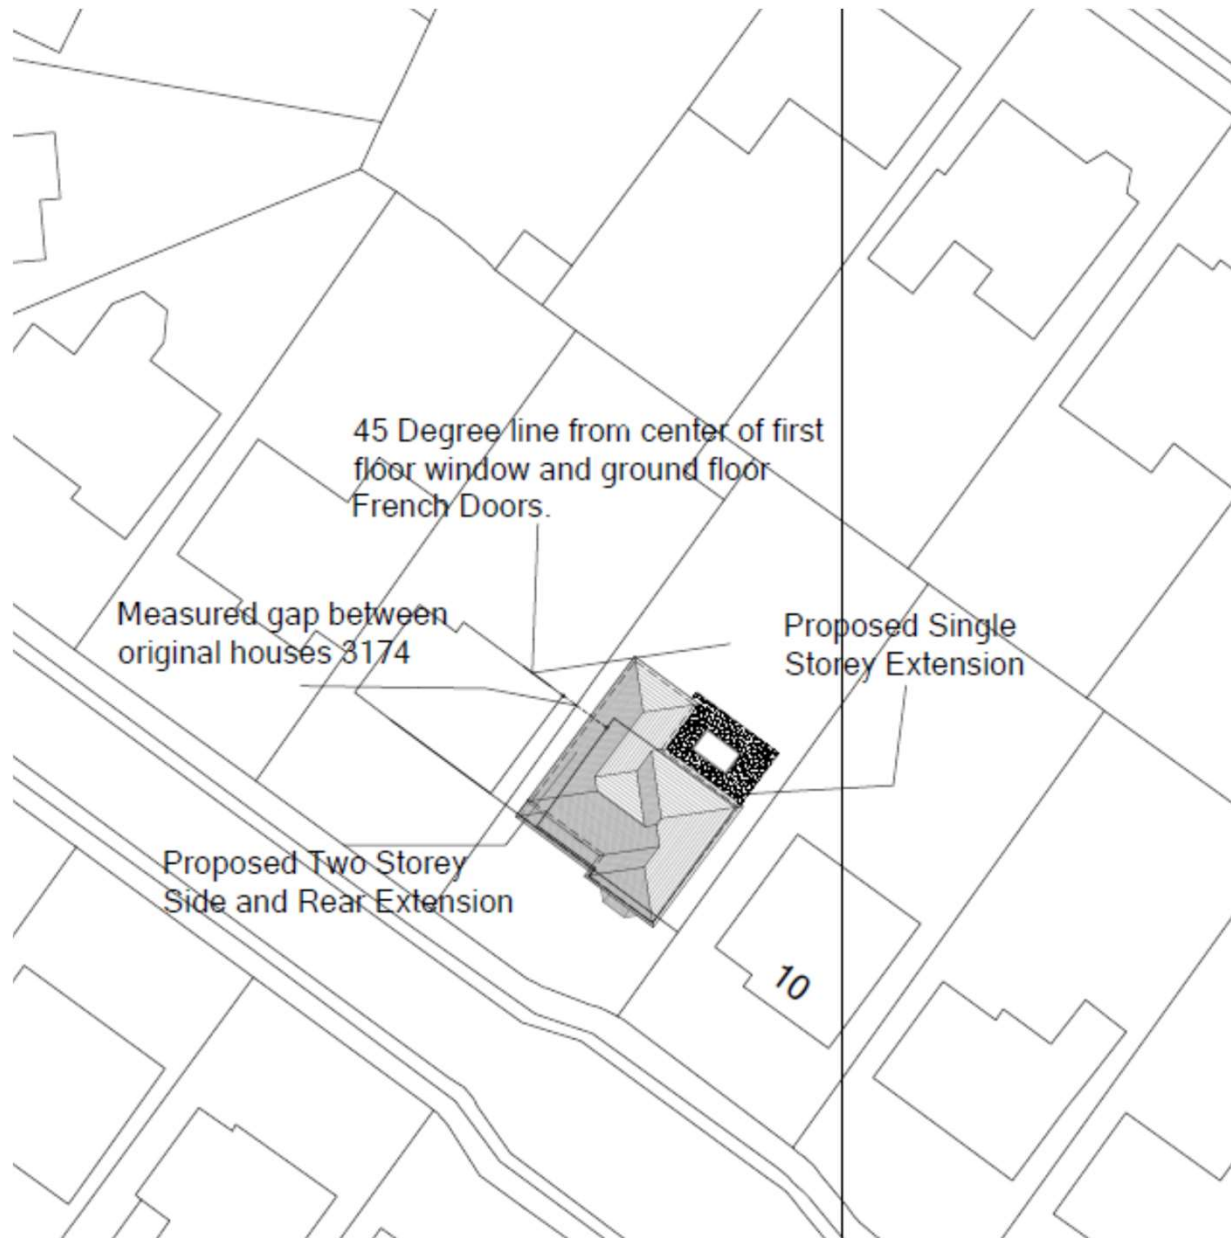 45 Degree line from center of first
floor window and ground floor
French Doors.
Measured gap between
original houses 3174
Proposed Single
Storey Extension
Proposed Two Storey
Side and Rear Extension
10